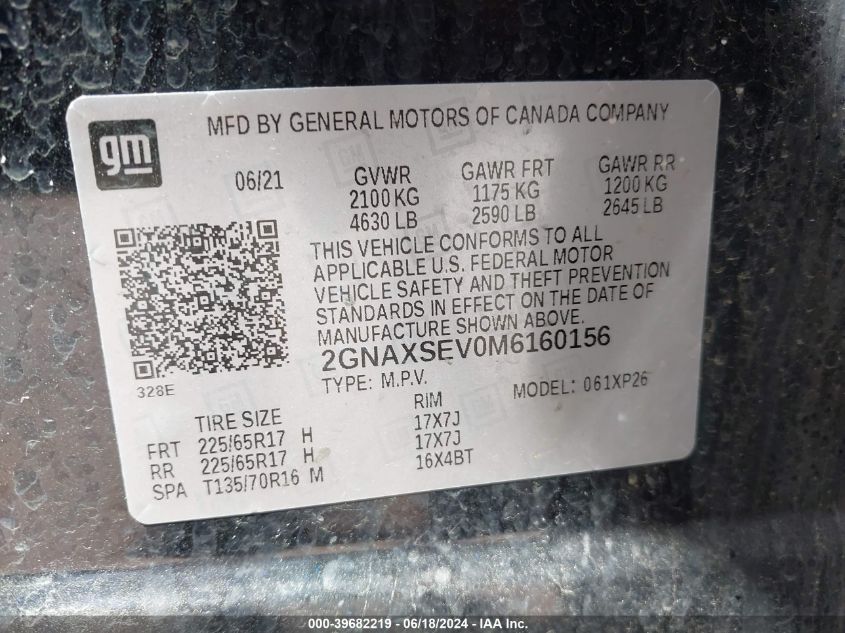 gm
MFD BY GENERAL MOTORS OF CANADA COMPANY
06/21
GVWR GAWR FRT GAWR RR
2100 KG 1175 KG 1200 KG
4630 LB 2590 LB 2645 LB
THIS VEHICLE CONFORMS TO ALL
APPLICABLE U.S. FEDERAL MOTOR
VEHICLE SAFETY AND THEFT PREVENTION
STANDARDS IN EFFECT ON THE DATE OF
MANUFACTURE SHOWN ABOVE.
2GNAXSEV0M6160156
328E
TYPE: M.P.V. MODEL: 061XP26
TIRE SIZE RIM
FRT 225/65R17 H 17X7J
RR 225/65R17 H 17X7J
SPA T135/70R16 M 16X4BT
000-39682219 - 06/18/2024 - IAA Inc.